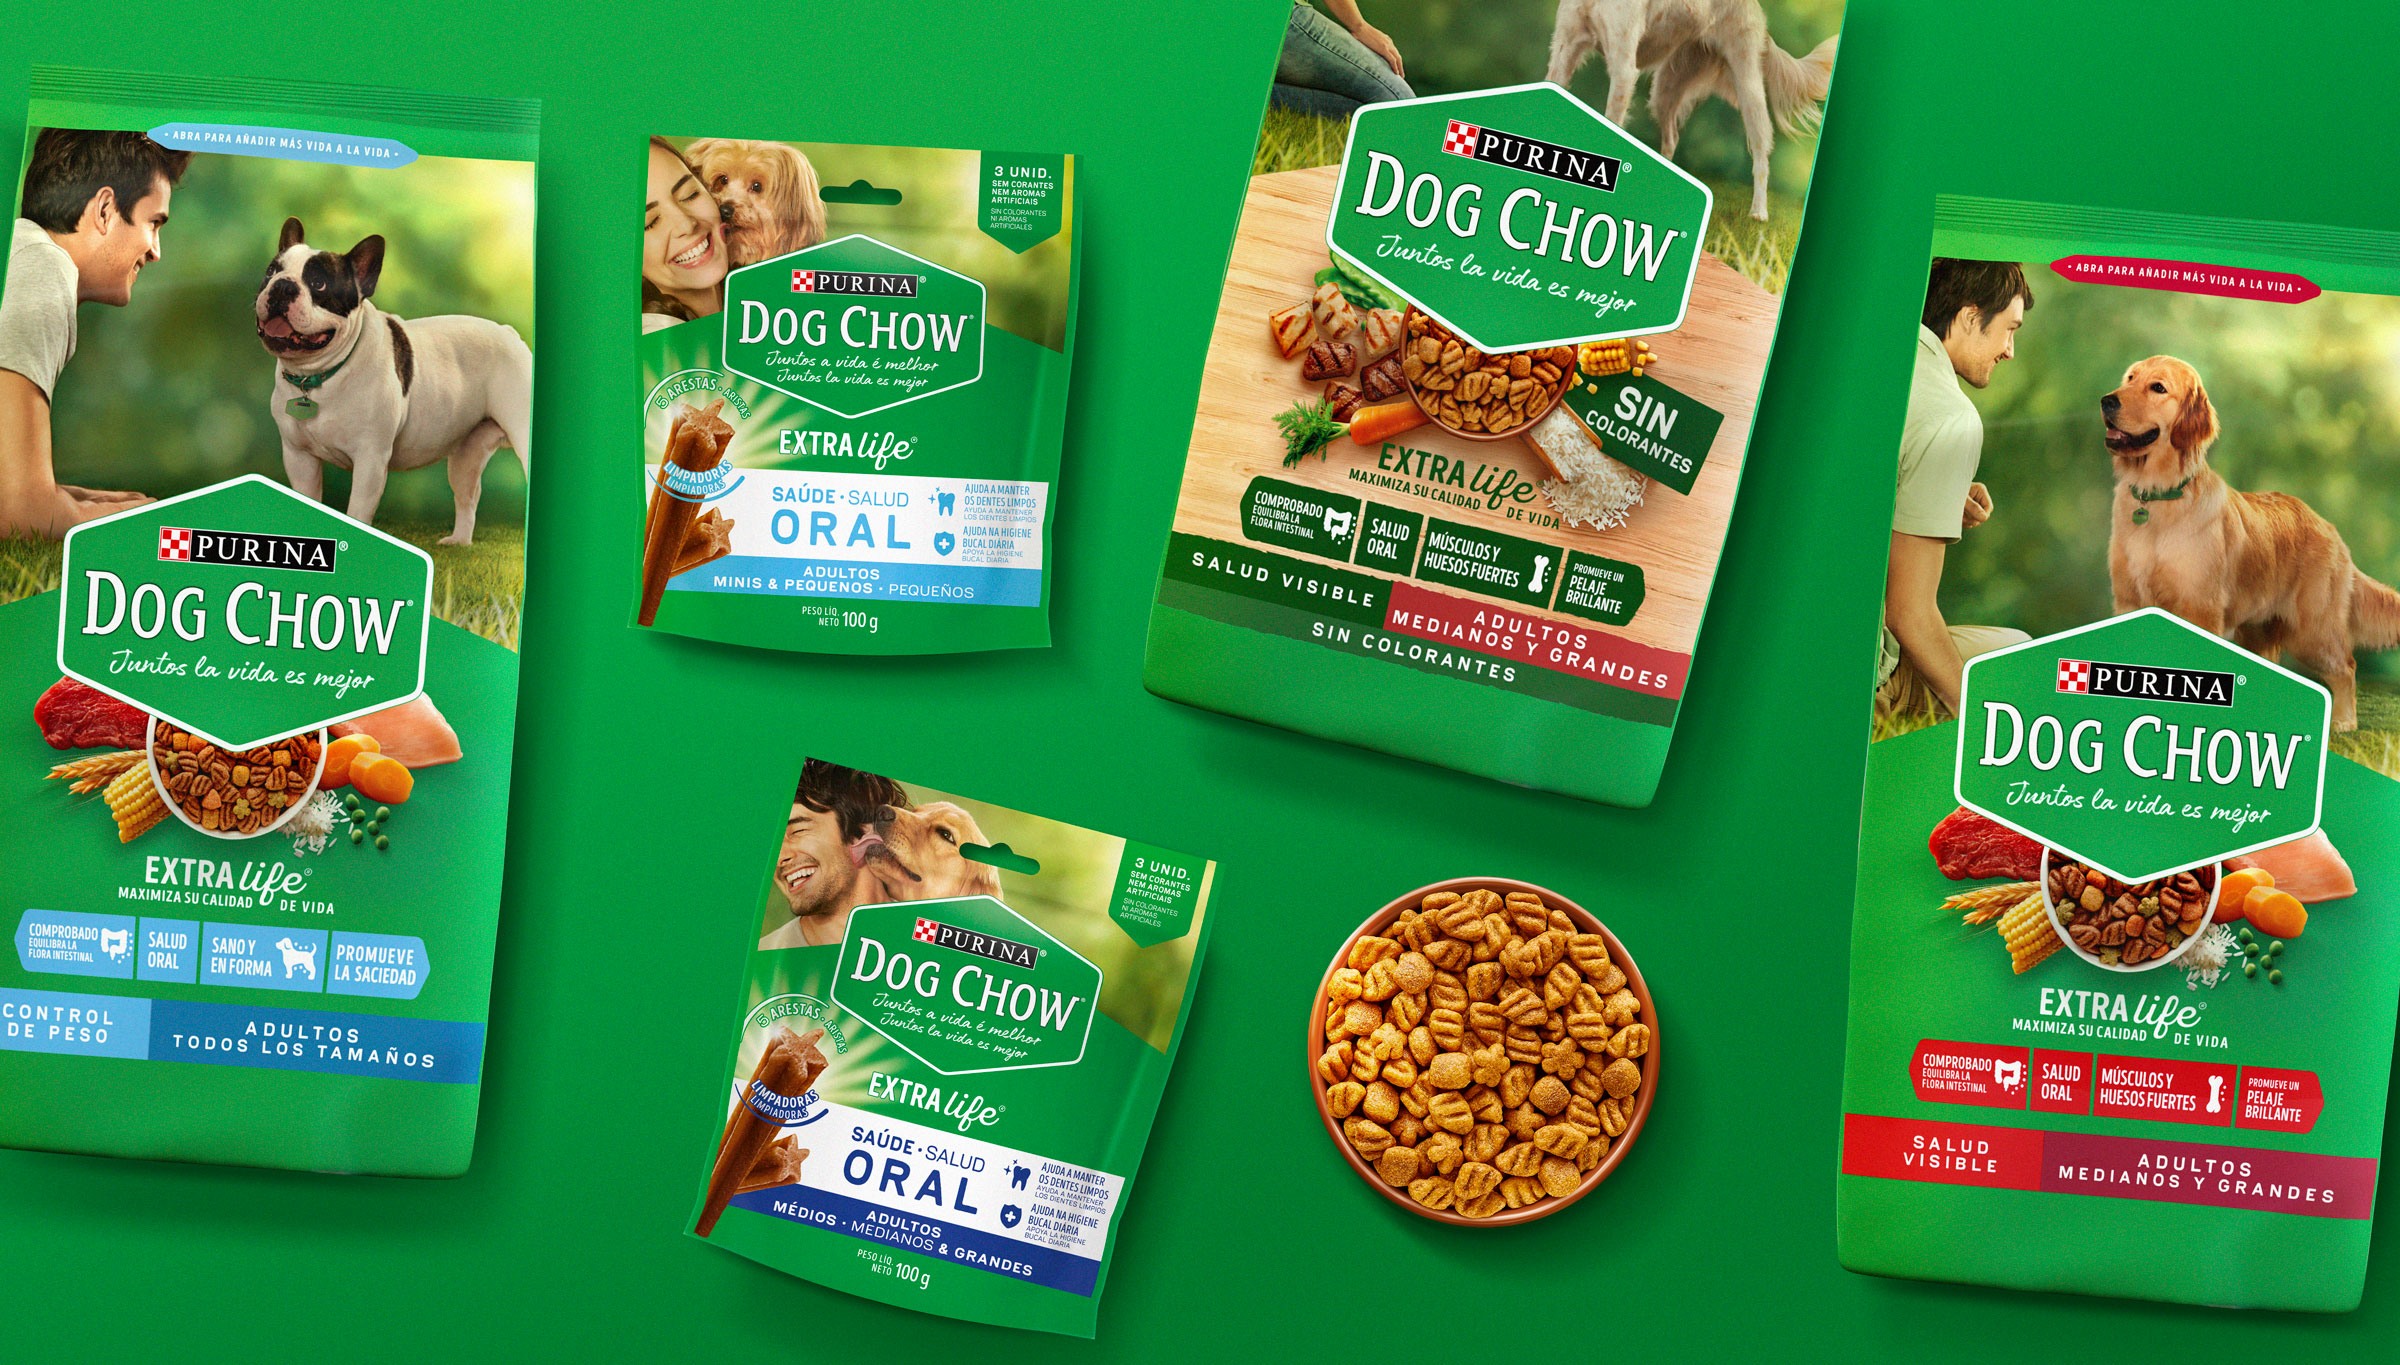 • ABRA PARA AÑADIR MÁS VIDA A LA VIDA •
PURINA®
DOG CHOW®
Juntos la vida es mejor
EXTRA life®
MAXIMIZA SU CALIDAD DE VIDA
COMPROBADO
EQUILIBRA LA
FLORA INTESTINAL
SALUD
ORAL
SANO Y
EN FORMA
PROMUEVE
LA SACIEDAD
CONTROL
DE PESO
ADULTOS
TODOS LOS TAMAÑOS
3 UNID.
SEM CORANTES
NEM AROMAS
ARTIFICIAIS
SIN COLORANTES
NI AROMAS
ARTIFICIALES
PURINA®
DOG CHOW®
Juntos a vida é melhor
Juntos la vida es mejor
5 ARESTAS • ARISTAS
LIMPADORAS
LIMPIADORAS
EXTRA life®
SAÚDE • SALUD
ORAL
AJUDA A MANTER
OS DENTES LIMPOS
AYUDA A MANTENER
LOS DIENTES LIMPIOS
AJUDA NA HIGIENE
BUCAL DIÁRIA
APOYA LA HIGIENE
BUCAL DIARIA
ADULTOS
MINIS & PEQUENOS • PEQUEÑOS
PESO LÍQ.
NETO 100 g
3 UNID.
SEM CORANTES
NEM AROMAS
ARTIFICIAIS
SIN COLORANTES
NI AROMAS
ARTIFICIALES
PURINA®
DOG CHOW®
Juntos a vida é melhor
Juntos la vida es mejor
5 ARESTAS • ARISTAS
LIMPADORAS
LIMPIADORAS
EXTRA life®
SAÚDE • SALUD
ORAL
AJUDA A MANTER
OS DENTES LIMPOS
AYUDA A MANTENER
LOS DIENTES LIMPIOS
AJUDA NA HIGIENE
BUCAL DIÁRIA
APOYA LA HIGIENE
BUCAL DIARIA
ADULTOS
MÉDIOS • MEDIANOS & GRANDES
PESO LÍQ.
NETO 100 g
PURINA®
DOG CHOW®
Juntos la vida es mejor
SIN
COLORANTES
EXTRA life
MAXIMIZA SU CALIDAD DE VIDA
COMPROBADO
EQUILIBRA LA
FLORA INTESTINAL
SALUD
ORAL
MÚSCULOS Y
HUESOS FUERTES
PROMUEVE UN
PELAJE
BRILLANTE
SALUD VISIBLE
ADULTOS
MEDIANOS Y GRANDES
SIN COLORANTES
• ABRA PARA AÑADIR MÁS VIDA A LA VIDA •
PURINA®
DOG CHOW®
Juntos la vida es mejor
EXTRA life®
MAXIMIZA SU CALIDAD DE VIDA
COMPROBADO
EQUILIBRA LA
FLORA INTESTINAL
SALUD
ORAL
MÚSCULOS Y
HUESOS FUERTES
PROMUEVE UN
PELAJE
BRILLANTE
SALUD
VISIBLE
ADULTOS
MEDIANOS Y GRANDES